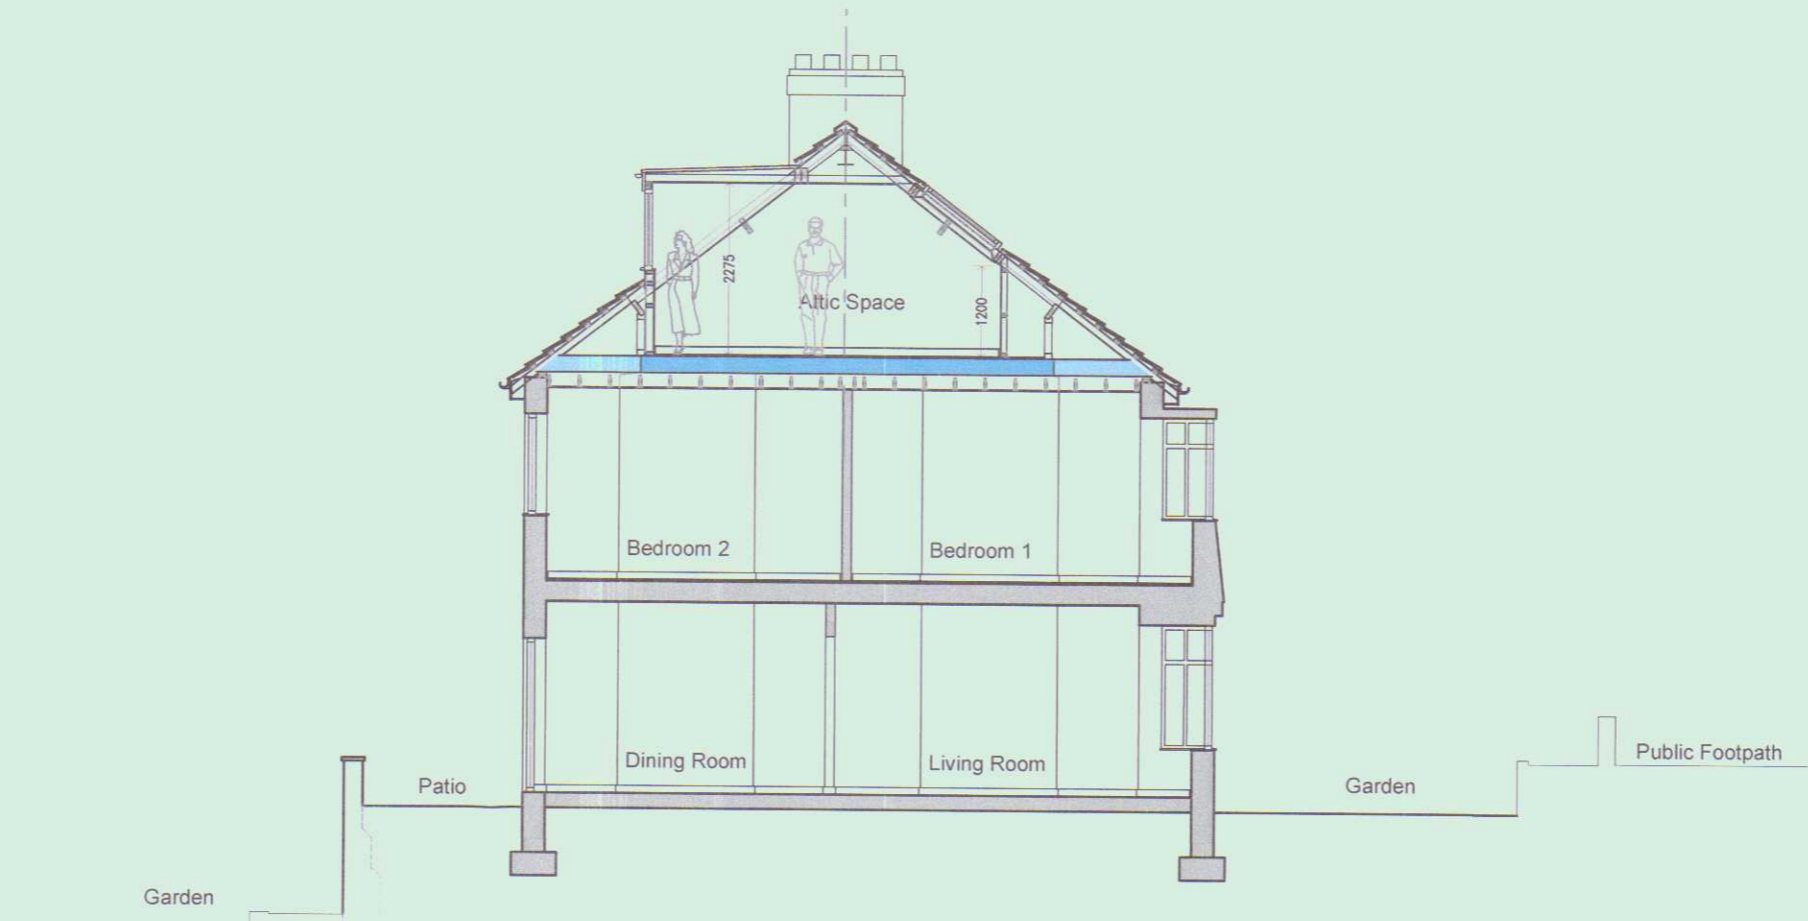 2275
Attic Space
1200
Bedroom 2
Bedroom 1
Dining Room
Living Room
Public Footpath
Patio
Garden
Garden